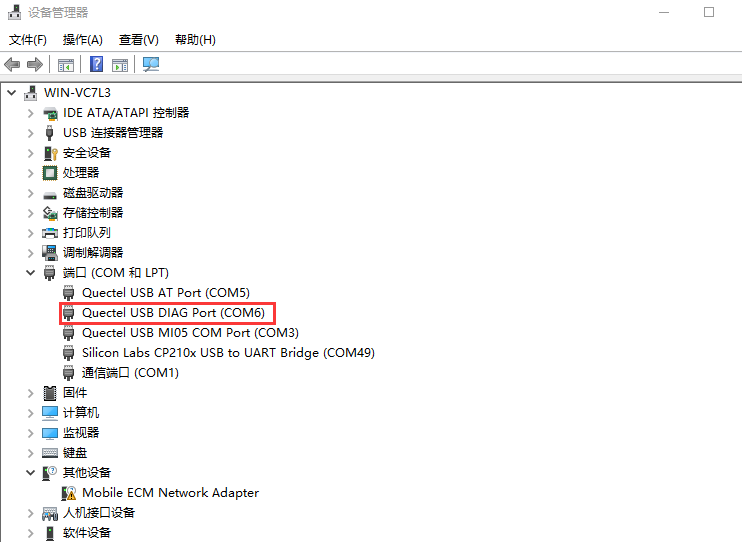 设备管理器
文件(F) 操作(A) 查看(V) 帮助(H)
WIN-VC7L3
IDE ATA/ATAPI 控制器
USB 连接器管理器
安全设备
处理器
磁盘驱动器
存储控制器
打印队列
调制解调器
端口 (COM 和 LPT)
Quectel USB AT Port (COM5)
Quectel USB DIAG Port (COM6)
Quectel USB MI05 COM Port (COM3)
Silicon Labs CP210x USB to UART Bridge (COM49)
通信端口 (COM1)
固件
计算机
监视器
键盘
其他设备
Mobile ECM Network Adapter
人机接口设备
软件设备